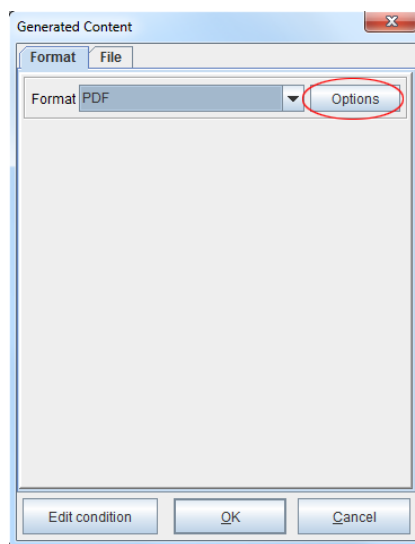 Generated Content
Format File
Format PDF Options
Edit condition OK Cancel